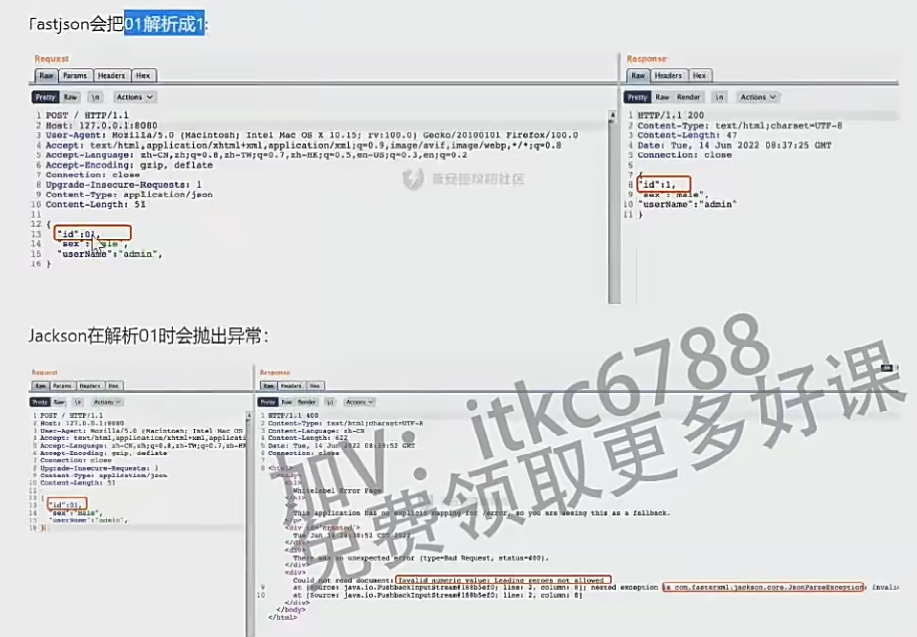 Fastjson会把01解析成1:
Request
Response
Raw Params Headers Hex
Raw Headers Hex
Pretty Raw \n Actions
Pretty Raw Render \n Actions
1 POST / HTTP/1.1
2 Host: 127.0.0.1:8080
3 User-Agent: Mozilla/5.0 (Macintosh; Intel Mac OS X 10.15; rv:100.0) Gecko/20100101 Firefox/100.0
4 Accept: text/html,application/xhtml+xml,application/xml;q=0.9,image/avif,image/webp,*/*;q=0.8
5 Accept-Language: zh-CN,zh;q=0.8,zh-TW;q=0.7,zh-HK;q=0.5,en-US;q=0.3,en;q=0.2
6 Accept-Encoding: gzip, deflate
7 Connection: close
8 Upgrade-Insecure-Requests: 1
9 Content-Type: application/json
10 Content-Length: 51
11
12 {
13 "id":01,
14 "sex":"male",
15 "userName":"admin",
16 }
1 HTTP/1.1 200
2 Content-Type: text/html;charset=UTF-8
3 Content-Length: 47
4 Date: Tue, 14 Jun 2022 08:37:25 GMT
5 Connection: close
6
7 {
8 "id":1,
9 "sex":"male",
10 "userName":"admin"
11 }
Jackson在解析01时会抛出异常：
Request
Response
Raw Params Headers Hex
Raw Headers Hex
Pretty Raw \n Actions
Pretty Raw Render \n Actions
1 POST / HTTP/1.1
2 Host: 127.0.0.1:8080
3 User-Agent: Mozilla/5.0 (Macintosh; Intel Mac OS
4 Accept: text/html,application/xhtml+xml,applicati
5 Accept-Language: zh-CN,zh;q=0.8,zh-TW;q=0.7,zh-HK
6 Accept-Encoding: gzip, deflate
7 Connection: close
8 Upgrade-Insecure-Requests: 1
9 Content-Type: application/json
10 Content-Length: 51
11
12 {
13 "id":01,
14 "sex":"male",
15 "userName":"admin",
16 }
1 HTTP/1.1 400
2 Content-Type: text/html;charset=UTF-8
3 Content-Language: zh-CN
4 Content-Length: 622
5 Date: Tue, 14 Jun 2022 08:38:52 GMT
6 Connection: close
7
8 <html>
<body>
<h1>
Whitelabel Error Page
</h1>
<p>
This application has no explicit mapping for /error, so you are seeing this as a fallback.
</p>
<div id='created'>
Tue Jun 14 16:38:53 CST 2022
</div>
<div>
There was an unexpected error (type=Bad Request, status=400).
</div>
<div>
Could not read document: Invalid numeric value: Leading zeroes not allowed
9 at [Source: java.io.PushbackInputStream@188b5ef0; line: 2, column: 8]; nested exception is com.fasterxml.jackson.core.JsonParseException: Invali
10 at [Source: java.io.PushbackInputStream@188b5ef0; line: 2, column: 8]
</div>
</body>
</html>
加V：itkc6788
免费领取更多好课